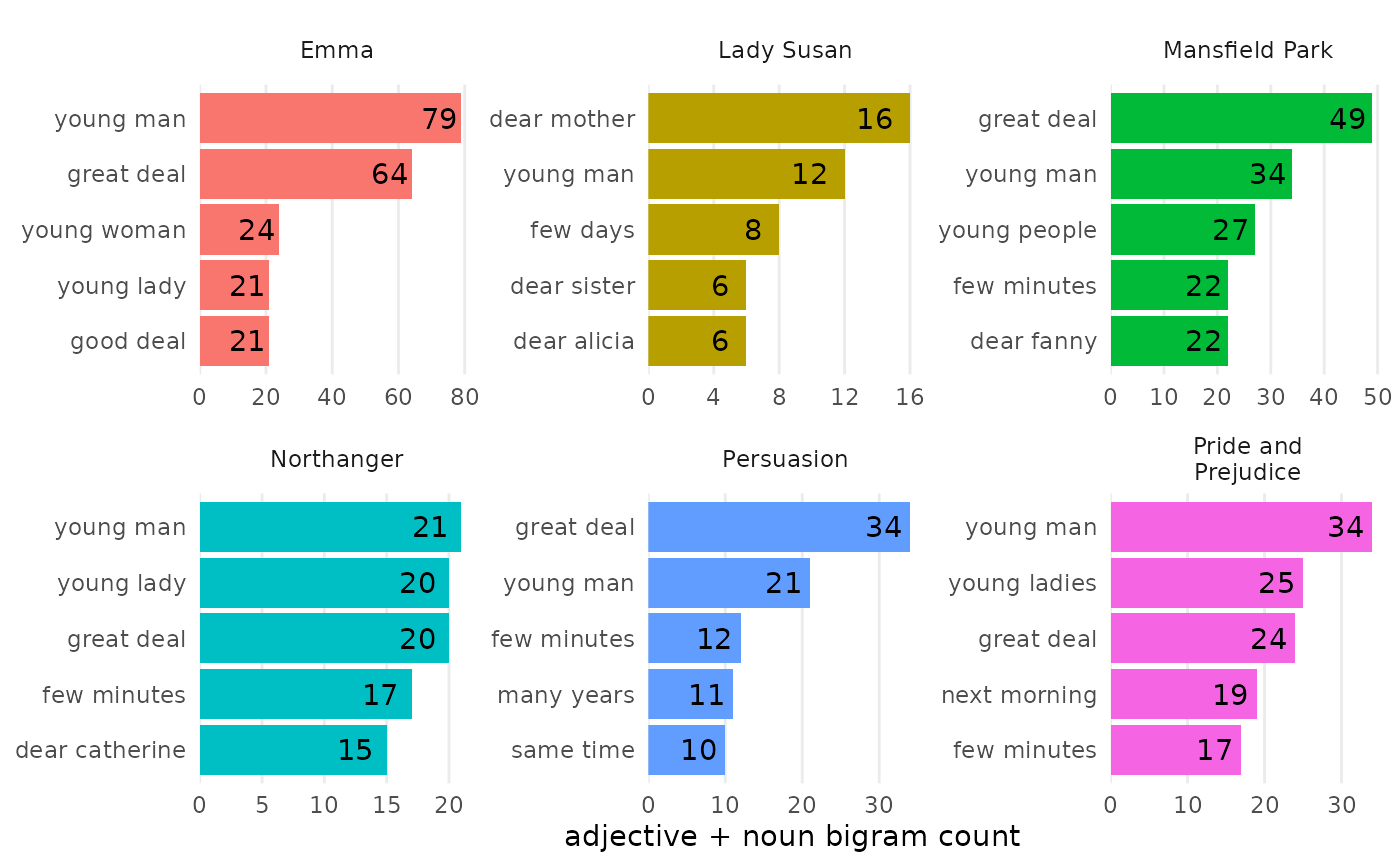 Emma
young man 79
great deal 64
young woman 24
young lady 21
good deal 21
0 20 40 60 80
Lady Susan
dear mother 16
young man 12
few days 8
dear sister 6
dear alicia 6
0 4 8 12 16
Mansfield Park
great deal 49
young man 34
young people 27
few minutes 22
dear fanny 22
0 10 20 30 40 50
Northanger
young man 21
young lady 20
great deal 20
few minutes 17
dear catherine 15
0 5 10 15 20
Persuasion
great deal 34
young man 21
few minutes 12
many years 11
same time 10
0 10 20 30
Pride and
Prejudice
young man 34
young ladies 25
great deal 24
next morning 19
few minutes 17
0 10 20 30
adjective + noun bigram count